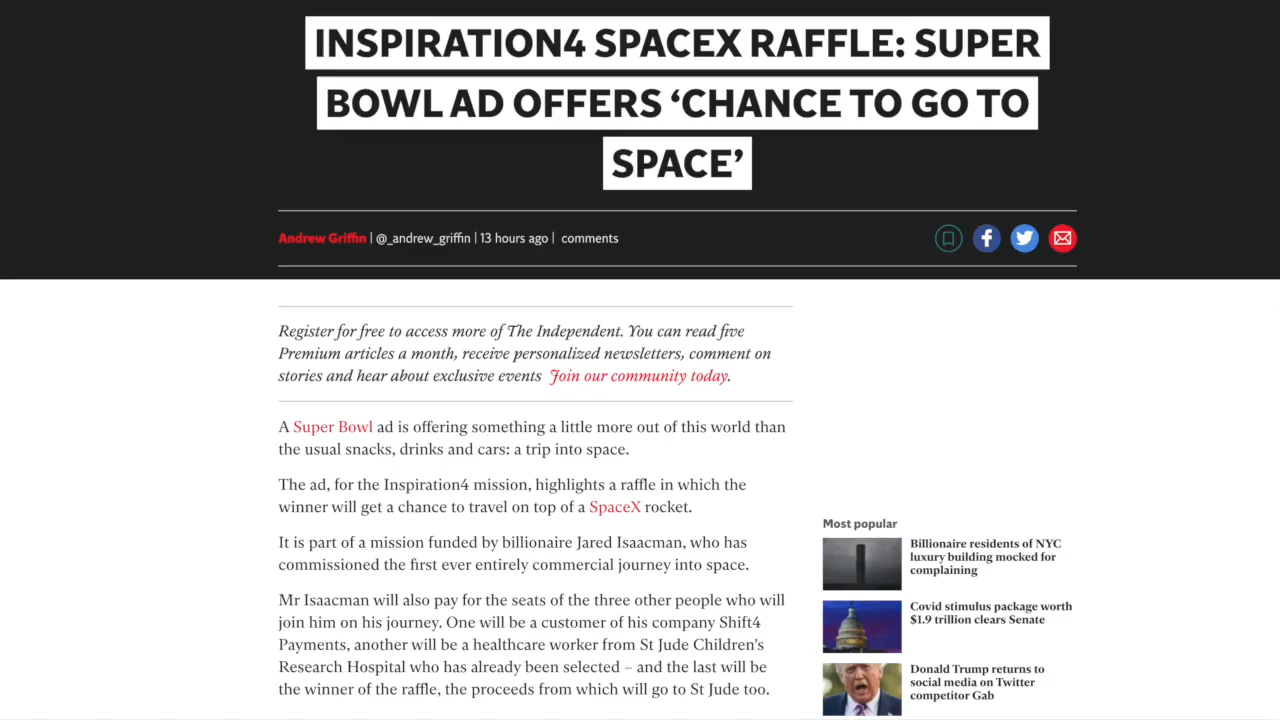 INSPIRATION4 SPACEX RAFFLE: SUPER
BOWL AD OFFERS ‘CHANCE TO GO TO
SPACE’
Andrew Griffin | @_andrew_griffin | 13 hours ago | comments
Register for free to access more of The Independent. You can read five
Premium articles a month, receive personalized newsletters, comment on
stories and hear about exclusive events Join our community today.
A Super Bowl ad is offering something a little more out of this world than
the usual snacks, drinks and cars: a trip into space.
The ad, for the Inspiration4 mission, highlights a raffle in which the
winner will get a chance to travel on top of a SpaceX rocket.
It is part of a mission funded by billionaire Jared Isaacman, who has
commissioned the first ever entirely commercial journey into space.
Mr Isaacman will also pay for the seats of the three other people who will
join him on his journey. One will be a customer of his company Shift4
Payments, another will be a healthcare worker from St Jude Children's
Research Hospital who has already been selected – and the last will be
the winner of the raffle, the proceeds from which will go to St Jude too.
Most popular
Billionaire residents of NYC
luxury building mocked for
complaining
Covid stimulus package worth
$1.9 trillion clears Senate
Donald Trump returns to
social media on Twitter
competitor Gab